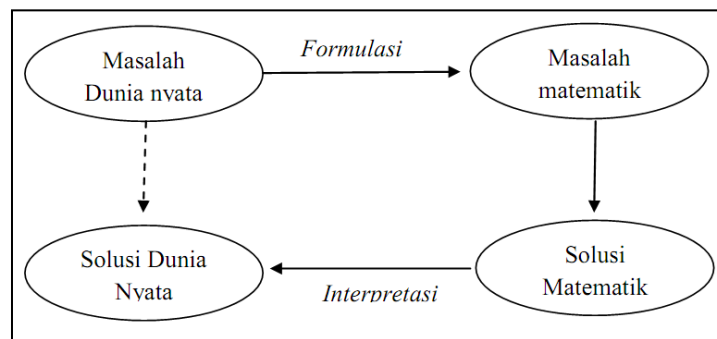 Masalah
Dunia nyata
Formulasi
Masalah
matematik
Solusi Dunia
Nyata
Interpretasi
Solusi
Matematik